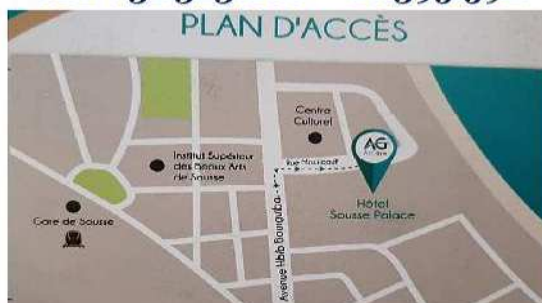 PLAN D'ACCÈS
Centre
Culturel
AG
Institut Supérieur
des Beaux Arts
de Sousse
Gare de Sousse
Hôtel
Sousse Palace
Avenue Hbib Bourguiba